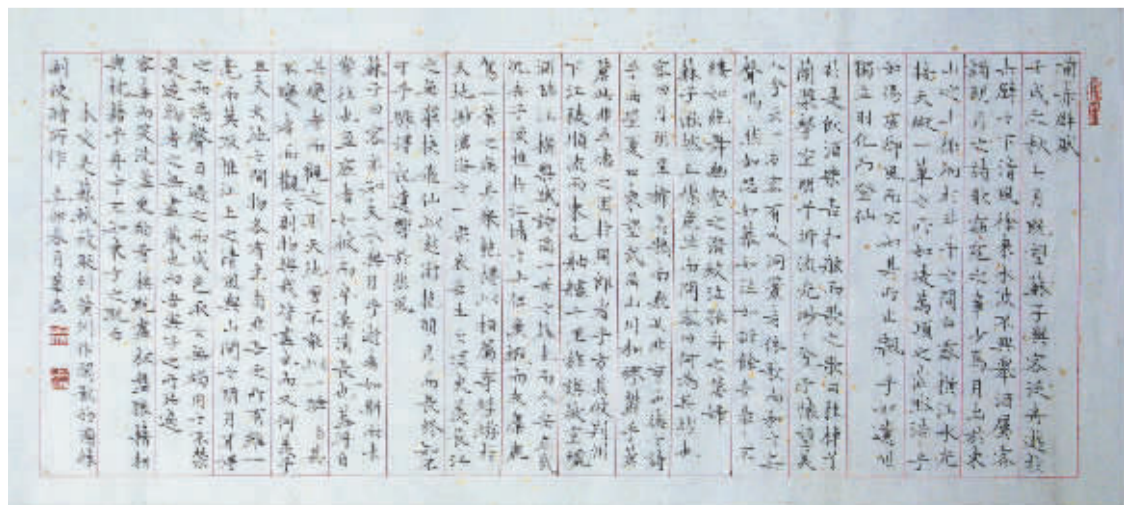 前赤壁賦
壬戌之秋七月既望蘇子與客泛舟遊於
赤壁之下清風徐來水波不興舉酒屬客
誦明月之詩歌窈窕之章少焉月出於東
山之上徘徊於斗牛之間白露橫江水光
接天縱一葦之所如凌萬頃之茫然浩乎
如馮虛御風而不知其所止飄飄乎如遺世
獨立羽化而登仙
於是飲酒樂甚扣舷而歌之歌曰桂棹兮
蘭槳擊空明兮泝流光渺渺兮予懷望美
人兮天一方客有吹洞簫者倚歌而和之其
聲嗚嗚然如怨如慕如泣如訴餘音裊裊不
絕如縷舞幽壑之潛蛟泣孤舟之嫠婦
蘇子愀然正襟危坐而問客曰何為其然也
客曰月明星稀烏鵲南飛此非曹孟德之詩
乎西望夏口東望武昌山川相繆鬱乎蒼
蒼此非孟德之困於周郎者乎方其破荊州
下江陵順流而東也舳艫千里旌旗蔽空釃
酒臨江橫槊賦詩固一世之雄也而今安在哉
況吾與子漁樵於江渚之上侶魚蝦而友麋鹿
駕一葉之扁舟舉匏樽以相屬寄蜉蝣於
天地渺滄海之一粟哀吾生之須臾羨長江
之無窮挾飛仙以遨遊抱明月而長終知不
可乎驟得託遺響於悲風
蘇子曰客亦知夫水與月乎逝者如斯而未
嘗往也盈虛者如彼而卒莫消長也蓋將自
其變者而觀之則天地曾不能以一瞬自其
不變者而觀之則物與我皆無盡也而又何羨乎
且夫天地之間物各有主苟非吾之所有雖一
毫而莫取惟江上之清風與山間之明月耳得
之而為聲目遇之而成色取之無禁用之不竭
是造物者之無盡藏也而吾與子之所共適
客喜而笑洗盞更酌肴核既盡杯盤狼藉相
與枕藉乎舟中不知東方之既白
本文是蘇軾被貶到黃州作團練
副使時所作